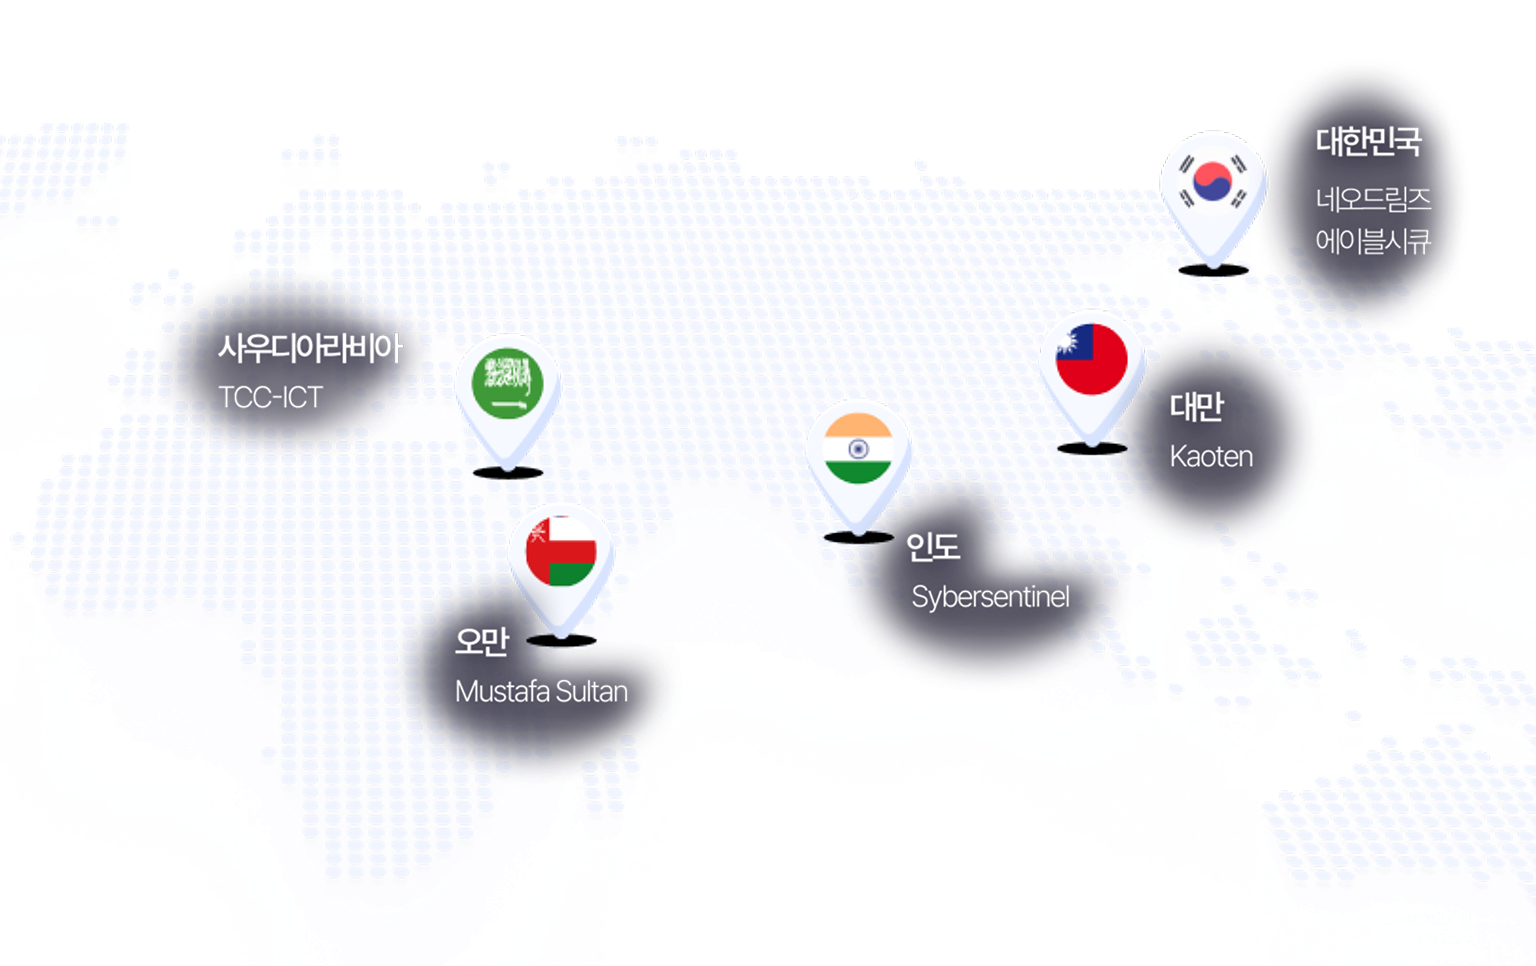 대한민국
네오드림즈
에이블시큐
사우디아라비아
TCC-ICT
대만
Kaoten
인도
Sybersentinel
오만
Mustafa Sultan